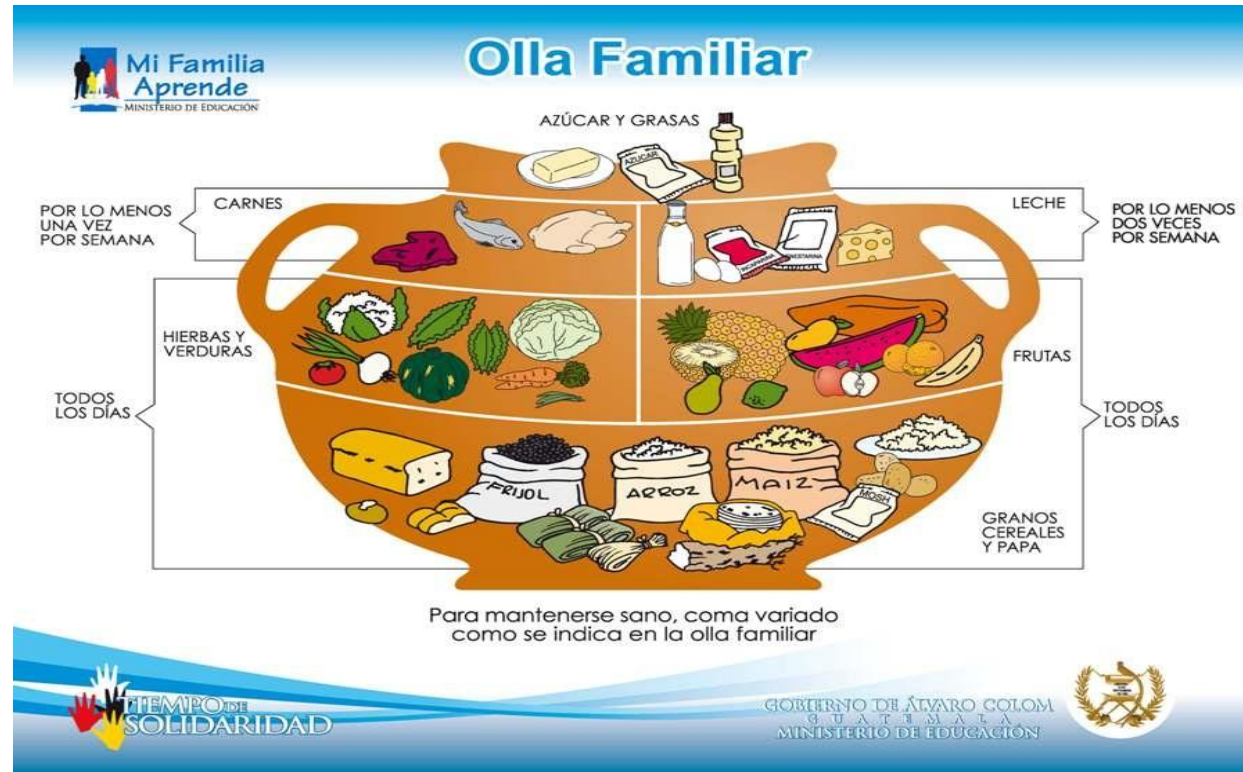 Mi Familia
Aprende
MINISTERIO DE EDUCACIÓN
Olla Familiar
AZÚCAR Y GRASAS
AZUCAR
POR LO MENOS
UNA VEZ
POR SEMANA
CARNES
LECHE
POR LO MENOS
DOS VECES
POR SEMANA
INCAPARINA
HIERBAS Y
VERDURAS
FRUTAS
TODOS
LOS DÍAS
TODOS
LOS DÍAS
FRIJOL
ARROZ
MAIZ
MOSH
GRANOS
CEREALES
Y PAPA
Para mantenerse sano, coma variado
como se indica en la olla familiar
TIEMPO DE
SOLIDARIDAD
GOBIERNO DE ÁLVARO COLOM
GUATEMALA
MINISTERIO DE EDUCACIÓN